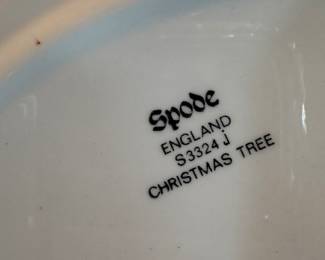 Spode
ENGLAND
S3324 j
CHRISTMAS TREE